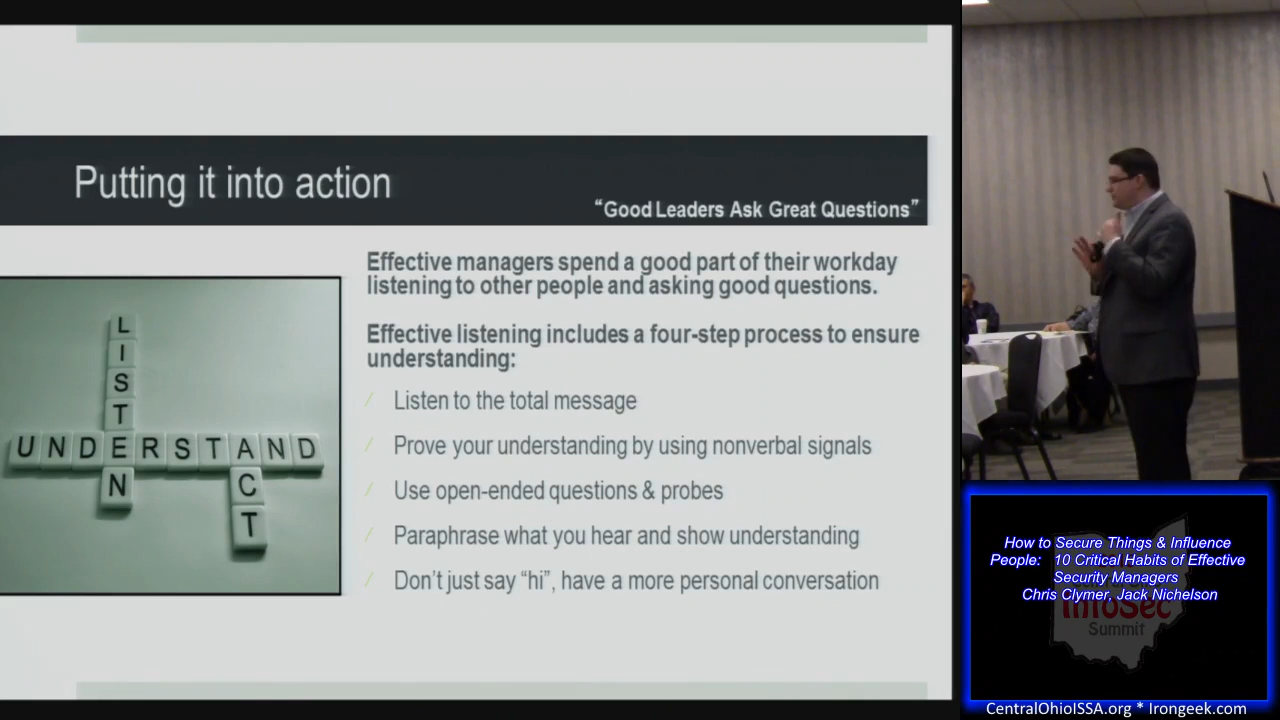 Putting it into action
“Good Leaders Ask Great Questions”
Effective managers spend a good part of their workday
listening to other people and asking good questions.
Effective listening includes a four-step process to ensure
understanding:
Listen to the total message
Prove your understanding by using nonverbal signals
Use open-ended questions & probes
Paraphrase what you hear and show understanding
Don’t just say “hi”, have a more personal conversation
LISTEN
UNDERSTAND
ACT
How to Secure Things & Influence
People: 10 Critical Habits of Effective
Security Managers
Chris Clymer, Jack Nichelson
InfoSec
Summit
CentralOhioISSA.org * Irongeek.com